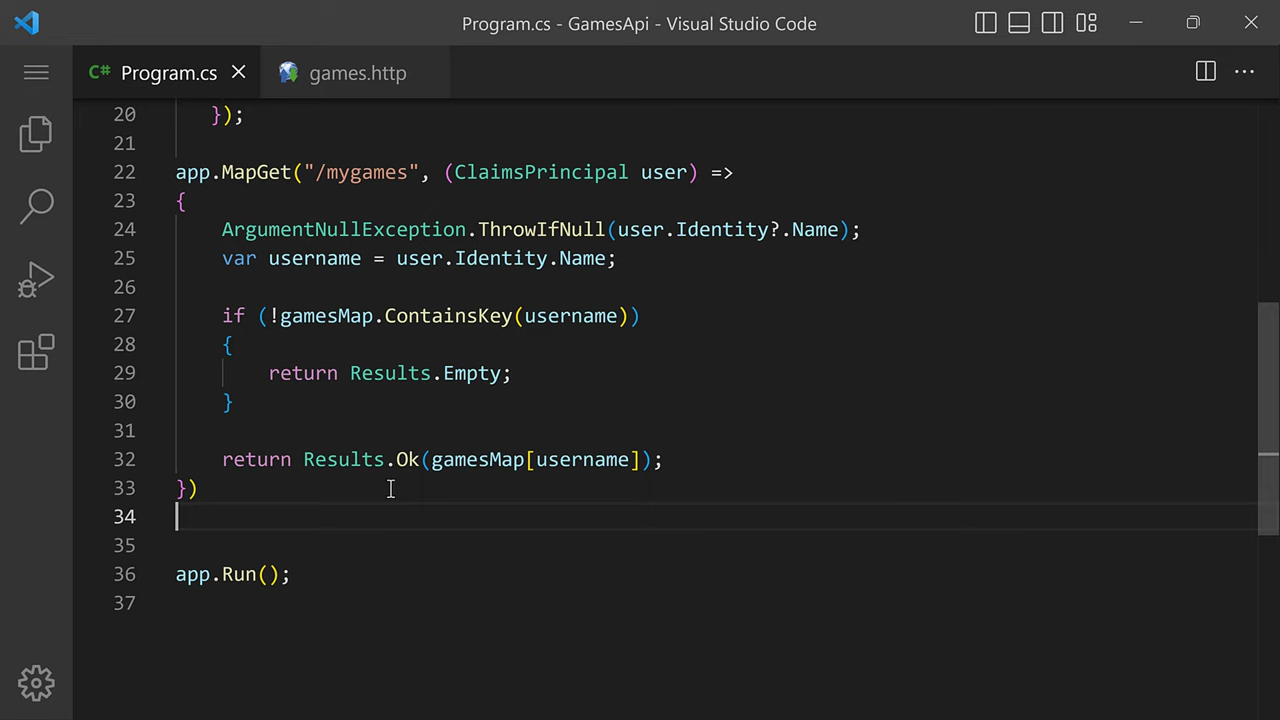 Program.cs - GamesApi - Visual Studio Code
C# Program.cs games.http
20 });
21
22 app.MapGet("/mygames", (ClaimsPrincipal user) =>
23 {
24 ArgumentNullException.ThrowIfNull(user.Identity?.Name);
25 var username = user.Identity.Name;
26
27 if (!gamesMap.ContainsKey(username))
28 {
29 return Results.Empty;
30 }
31
32 return Results.Ok(gamesMap[username]);
33 })
34
35
36 app.Run();
37